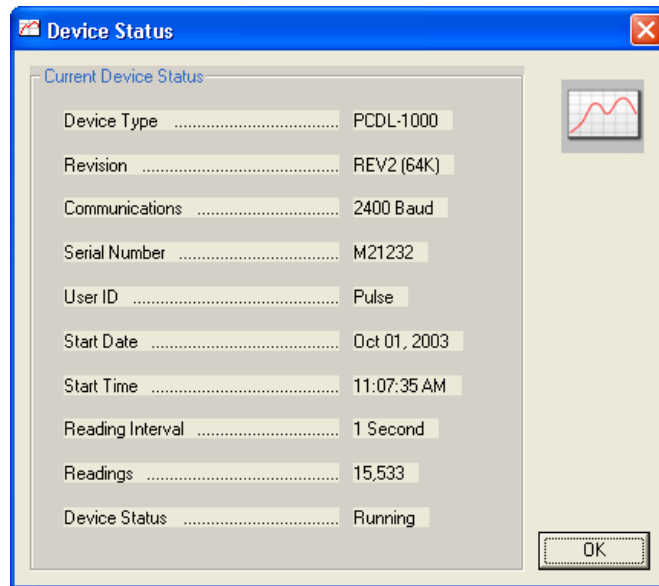 Device Status
Current Device Status
Device Type ................................ PCDL-1000
Revision ...................................... REV2 (64K)
Communications ........................... 2400 Baud
Serial Number ............................... M21232
User ID ........................................ Pulse
Start Date .................................... Oct 01, 2003
Start Time .................................... 11:07:35 AM
Reading Interval ........................... 1 Second
Readings ..................................... 15,533
Device Status .............................. Running
OK